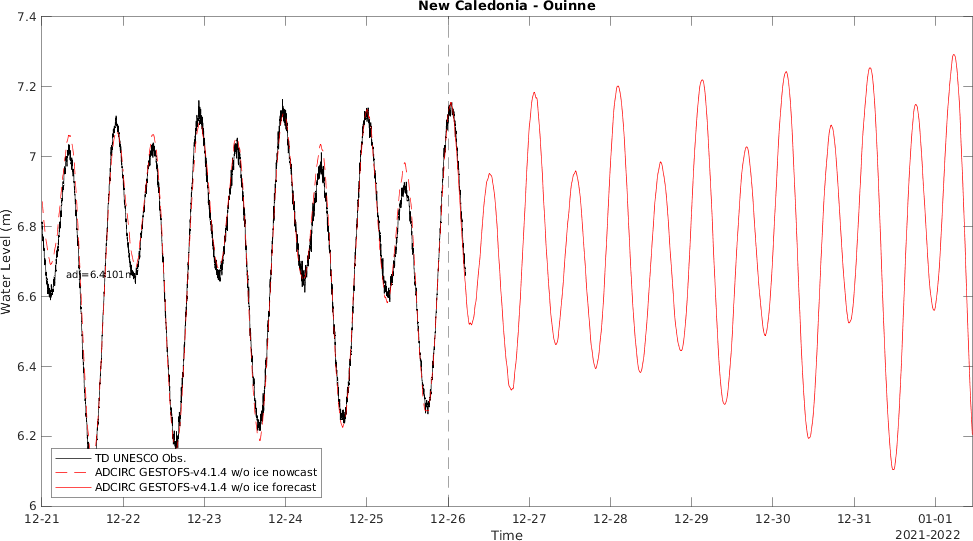 New Caledonia - Ouinne
7.4
7.2
7
6.8
6.6
6.4
6.2
6
Water Level (m)
adj=6.4101m
TD UNESCO Obs.
ADCIRC GESTOFS-v4.1.4 w/o ice nowcast
ADCIRC GESTOFS-v4.1.4 w/o ice forecast
12-21 12-22 12-23 12-24 12-25 12-26 12-27 12-28 12-29 12-30 12-31 01-01
Time
2021-2022